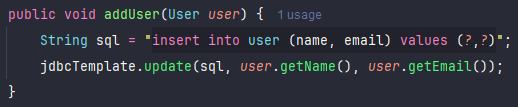 public void addUser(User user) {  1 usage
    String sql = "insert into user (name, email) values (?,?)";
    jdbcTemplate.update(sql, user.getName(), user.getEmail());
}